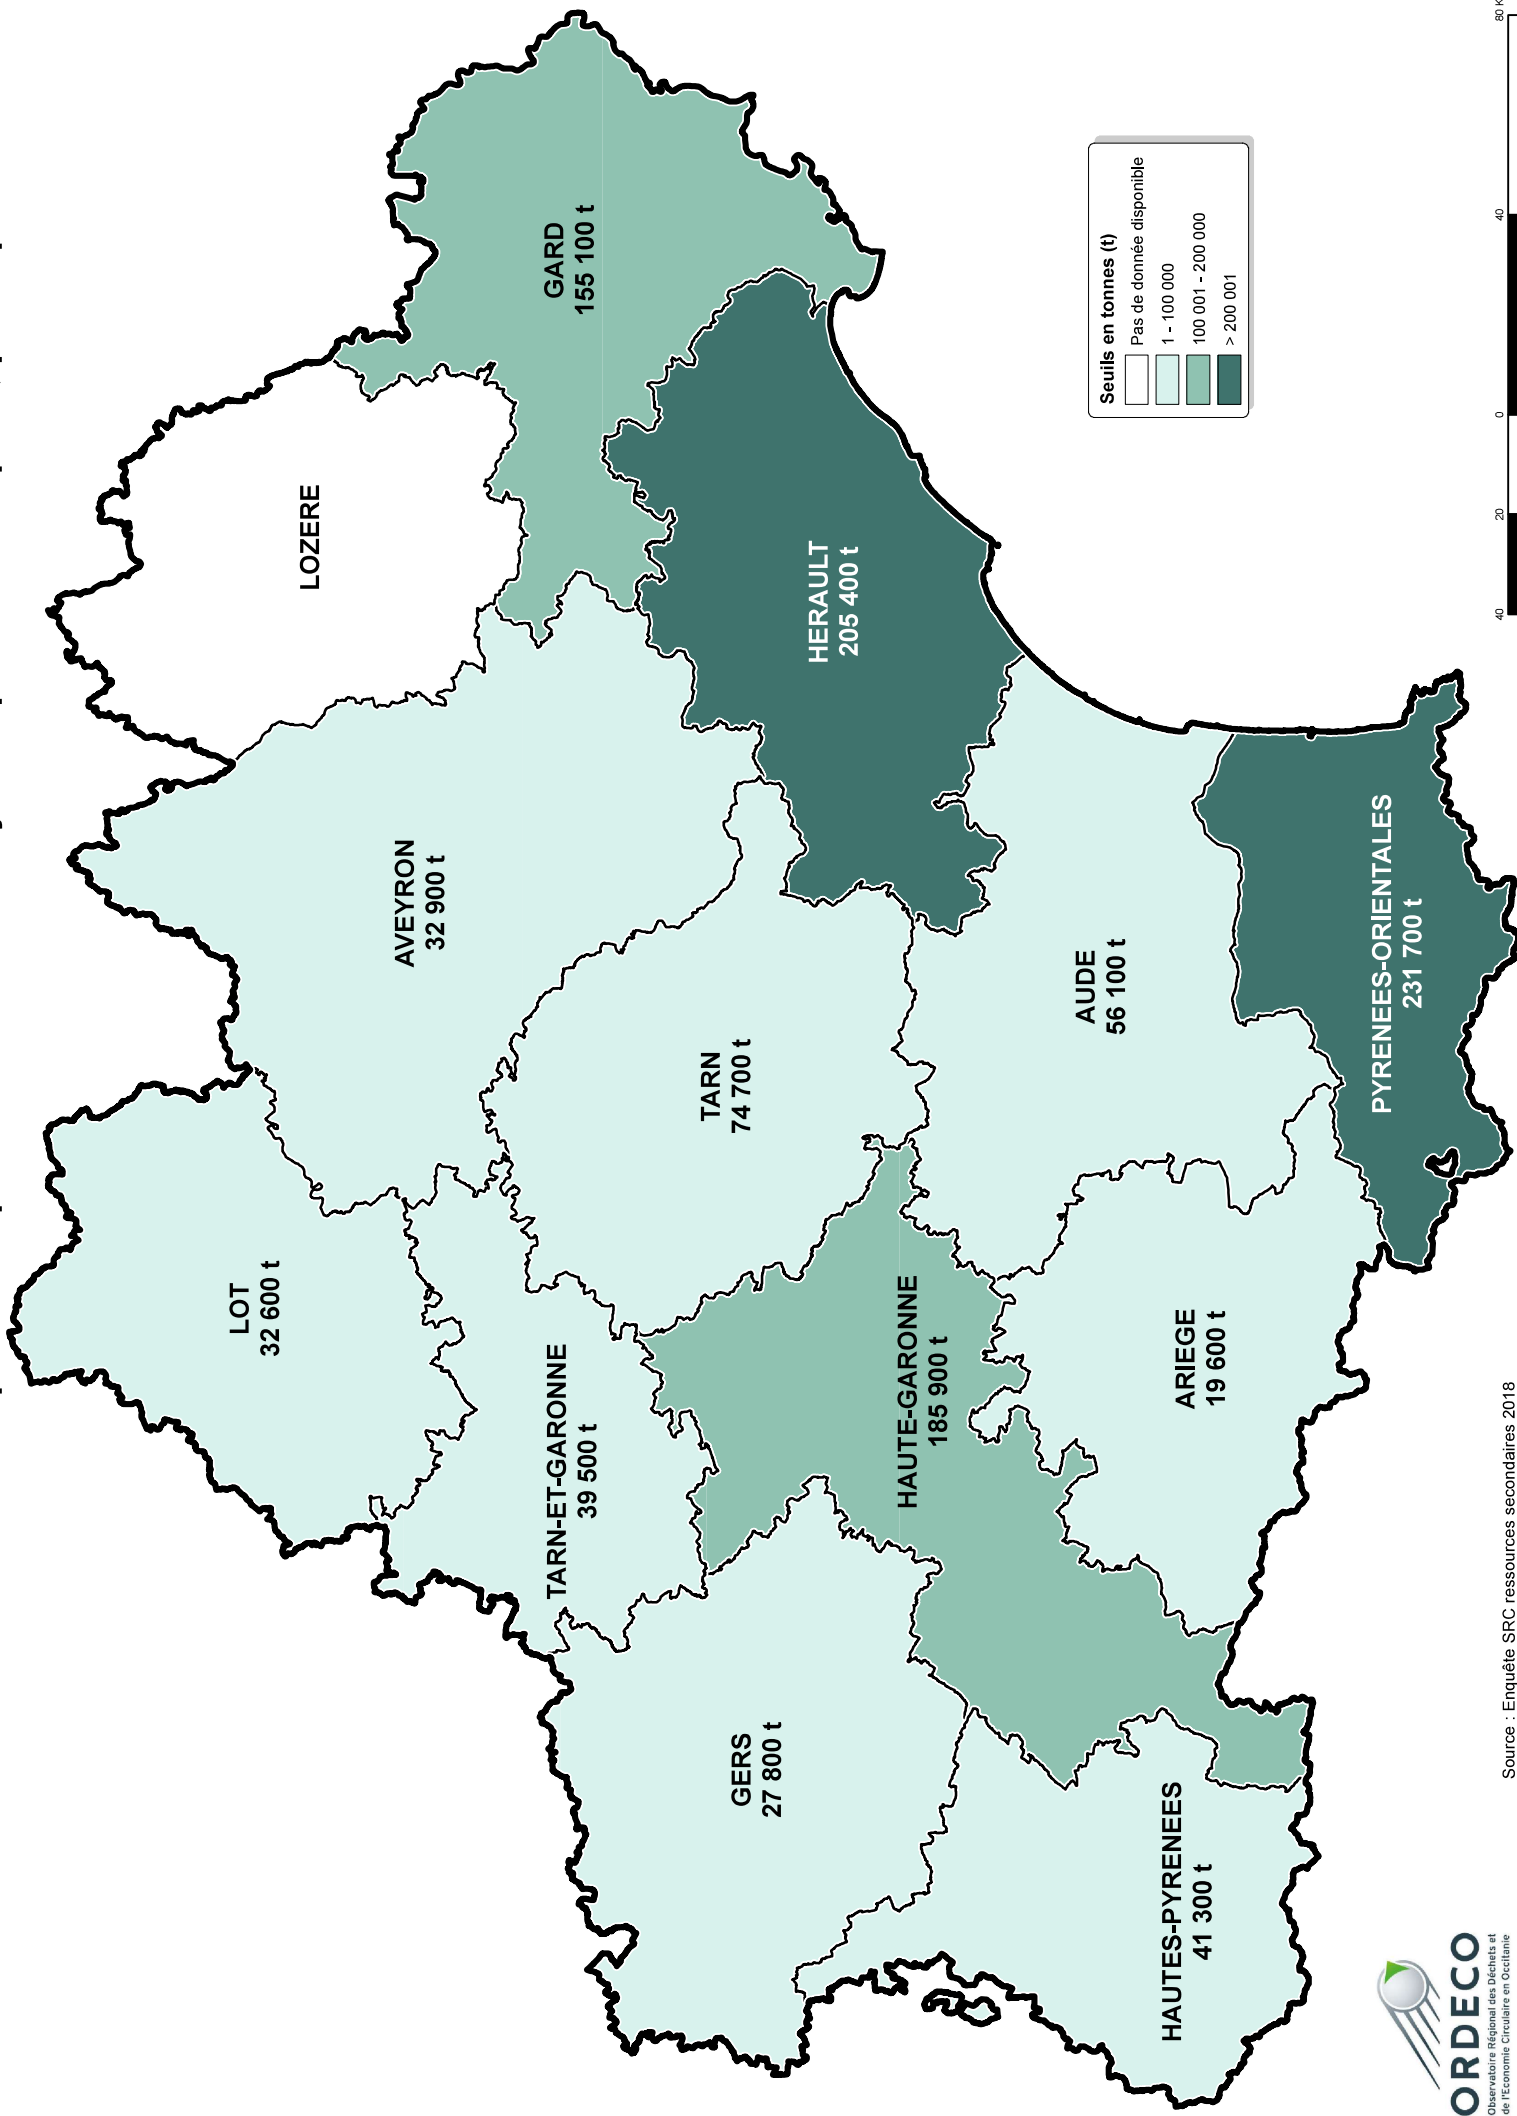 LOT
32 600 t
LOZERE
AVEYRON
32 900 t
GARD
155 100 t
TARN-ET-GARONNE
39 500 t
TARN
74 700 t
GERS
27 800 t
HERAULT
205 400 t
HAUTE-GARONNE
185 900 t
AUDE
56 100 t
HAUTES-PYRENEES
41 300 t
ARIEGE
19 600 t
PYRENEES-ORIENTALES
231 700 t
Seuils en tonnes (t)
Pas de donnée disponible
1 - 100 000
100 001 - 200 000
> 200 001
ORDECO
Observatoire Régional des Déchets et
de l'Economie Circulaire en Occitanie
Source : Enquête SRC ressources secondaires 2018
40 20 0 40 80 K